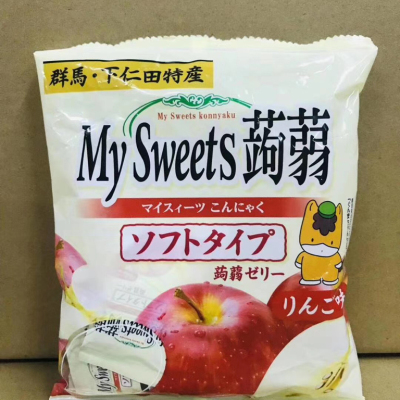 群馬・下仁田特産
My Sweets konnyaku
My Sweets 蒟蒻
マイスィーツ こんにゃく
ソフトタイプ
蒟蒻ゼリー
りんご味